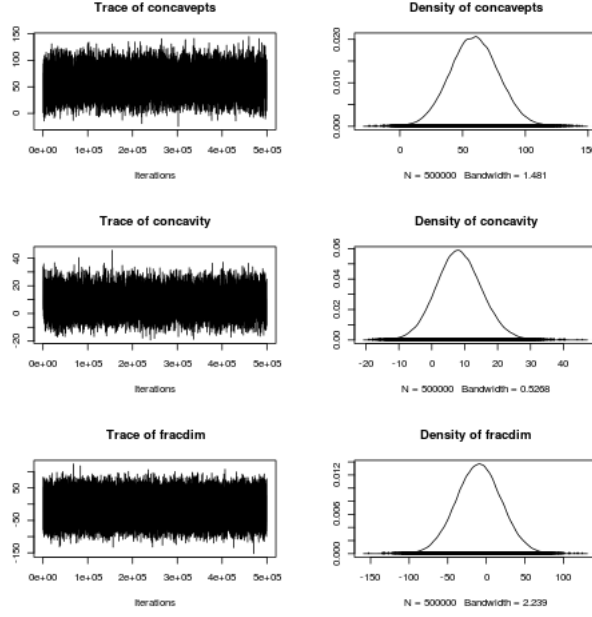 Trace of concavepts
Density of concavepts
150
100
50
0
0e+00 1e+05 2e+05 3e+05 4e+05 5e+05
Iterations
0.020
0.010
0.000
0 50 100 150
N = 500000 Bandwidth = 1.481
Trace of concavity
Density of concavity
40
20
0
-20
0e+00 1e+05 2e+05 3e+05 4e+05 5e+05
Iterations
0.06
0.04
0.02
0.00
-20 -10 0 10 20 30 40
N = 500000 Bandwidth = 0.5268
Trace of fracdim
Density of fracdim
50
-50
-150
0e+00 1e+05 2e+05 3e+05 4e+05 5e+05
Iterations
0.012
0.006
0.000
-150 -100 -50 0 50 100
N = 500000 Bandwidth = 2.239